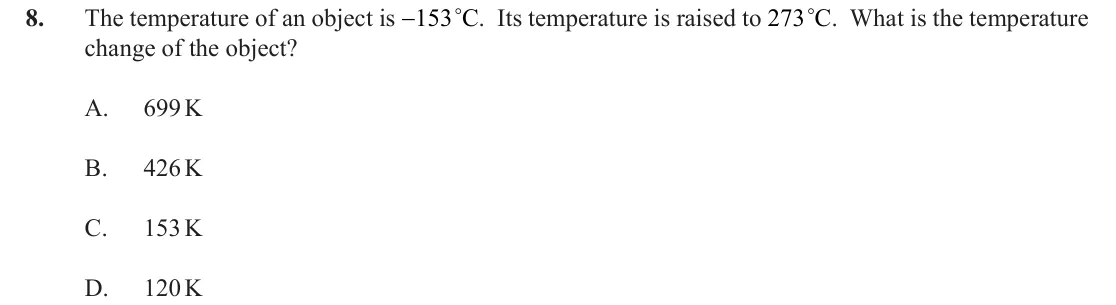 8. The temperature of an object is –153 °C. Its temperature is raised to 273 °C. What is the temperature
change of the object?
A. 699 K
B. 426 K
C. 153 K
D. 120 K